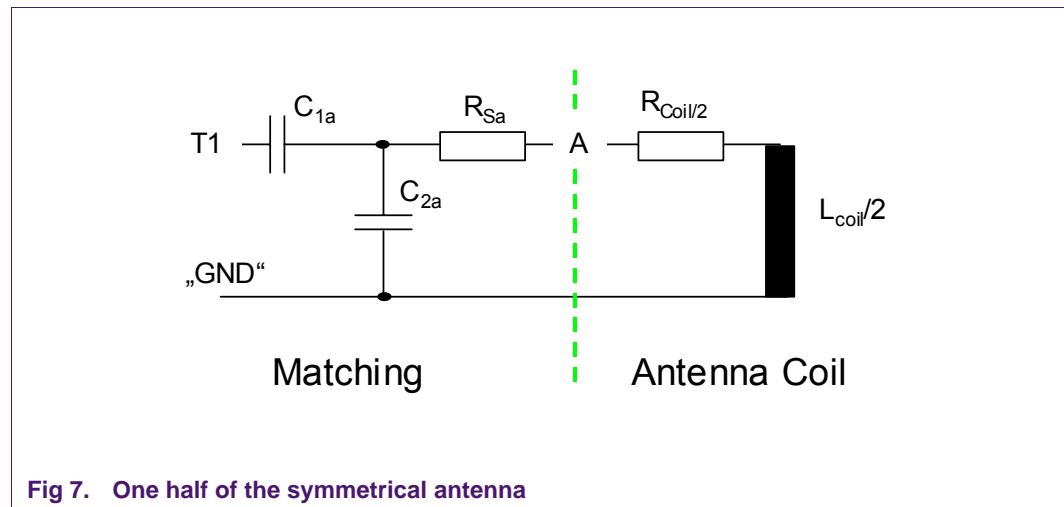 C1a
RSa
RCoil/2
T1
A
C2a
Lcoil/2
„GND“
Matching
Antenna Coil
Fig 7. One half of the symmetrical antenna